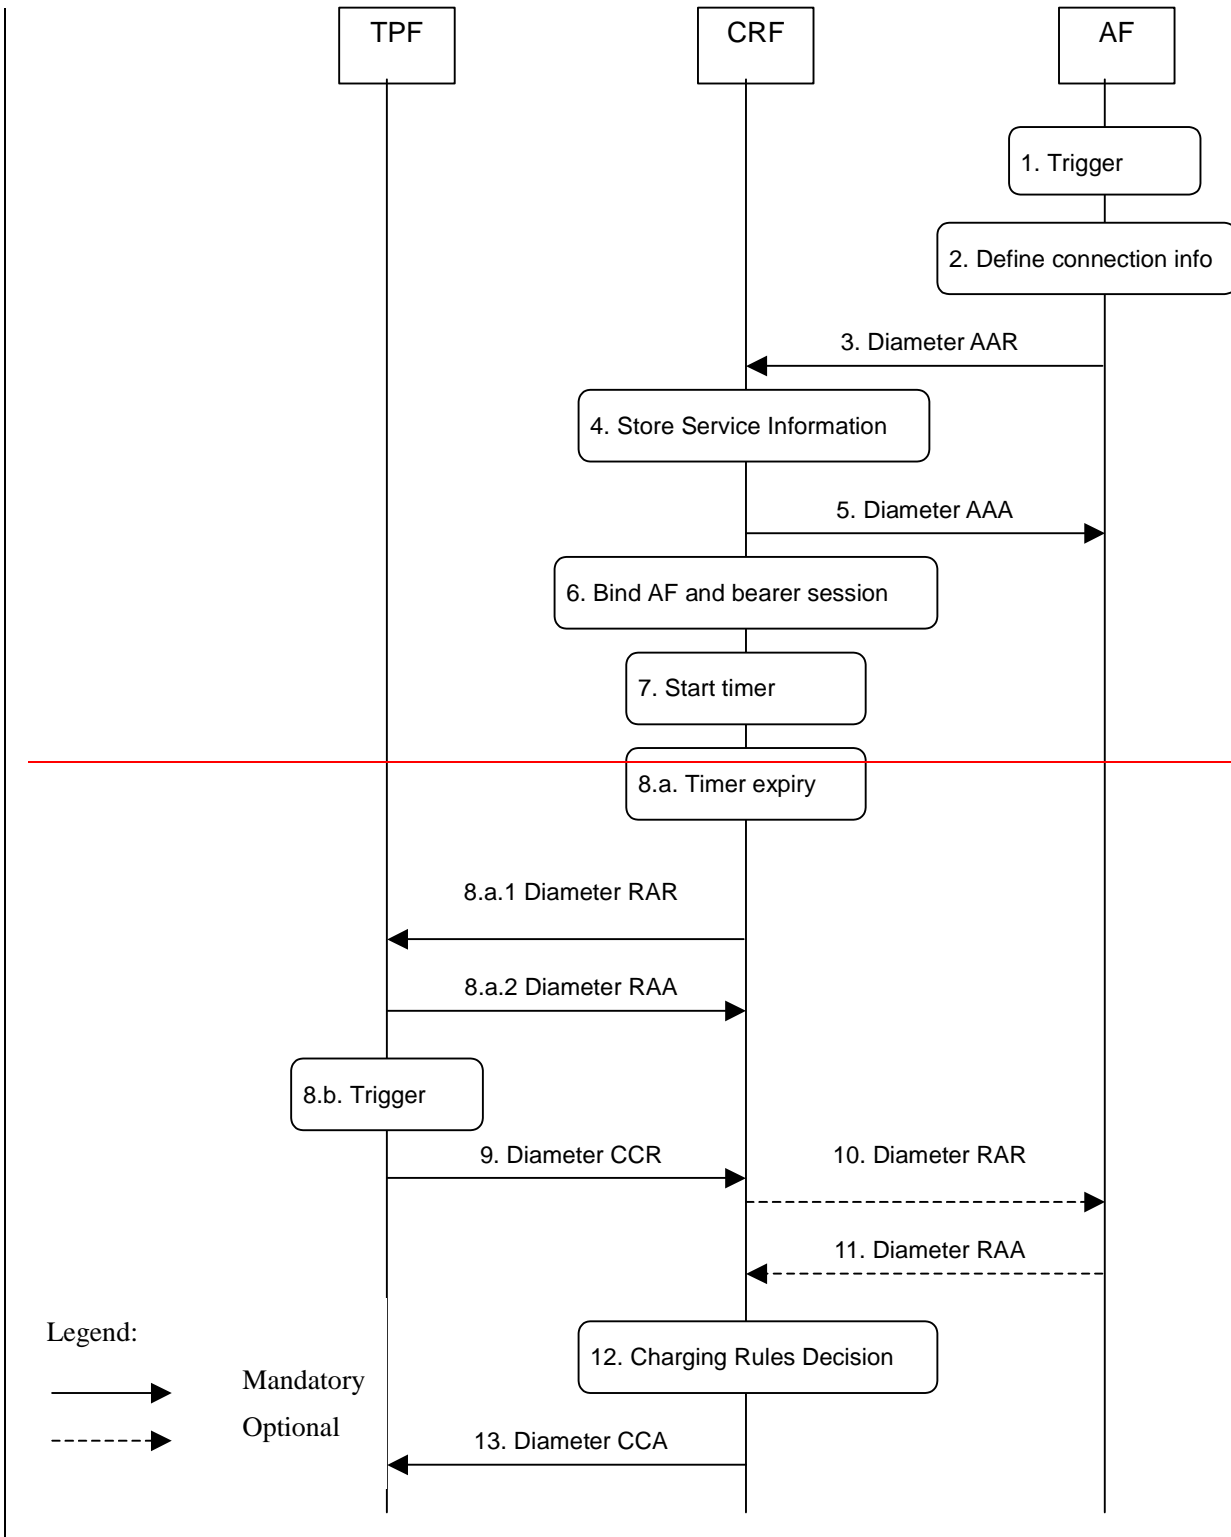 TPF
CRF
AF
1. Trigger
2. Define connection info
3. Diameter AAR
4. Store Service Information
5. Diameter AAA
6. Bind AF and bearer session
7. Start timer
8.a. Timer expiry
8.a.1 Diameter RAR
8.a.2 Diameter RAA
8.b. Trigger
9. Diameter CCR
10. Diameter RAR
11. Diameter RAA
12. Charging Rules Decision
13. Diameter CCA
Legend:
Mandatory
Optional